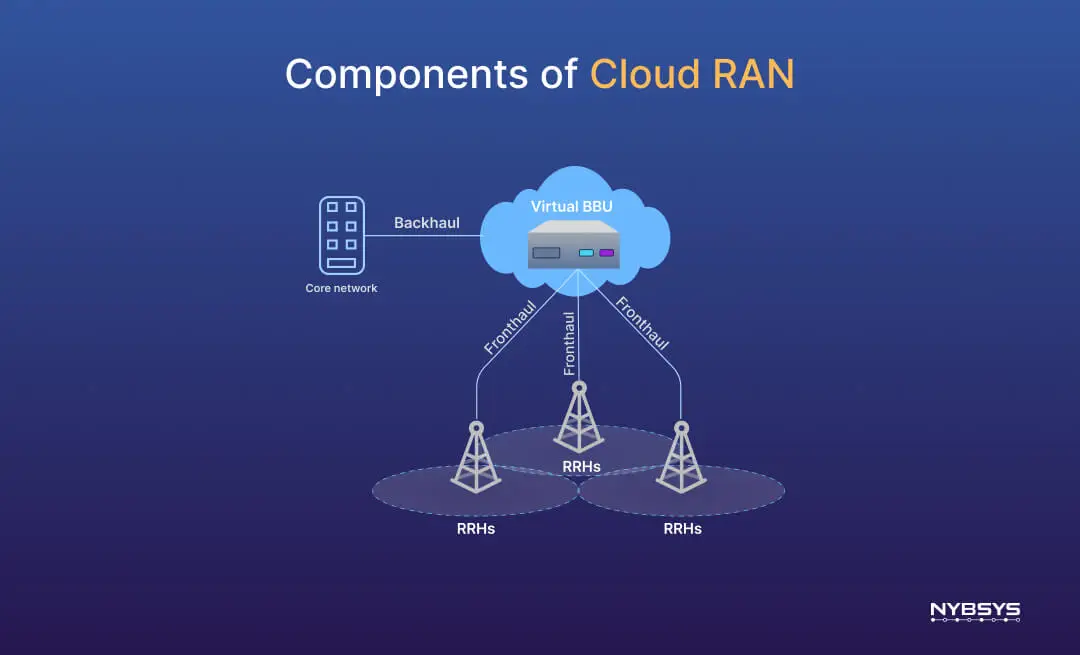 Components of Cloud RAN
Virtual BBU
Backhaul
Core network
Fronthaul
Fronthaul
Fronthaul
RRHs
RRHs
RRHs
NYBSYS